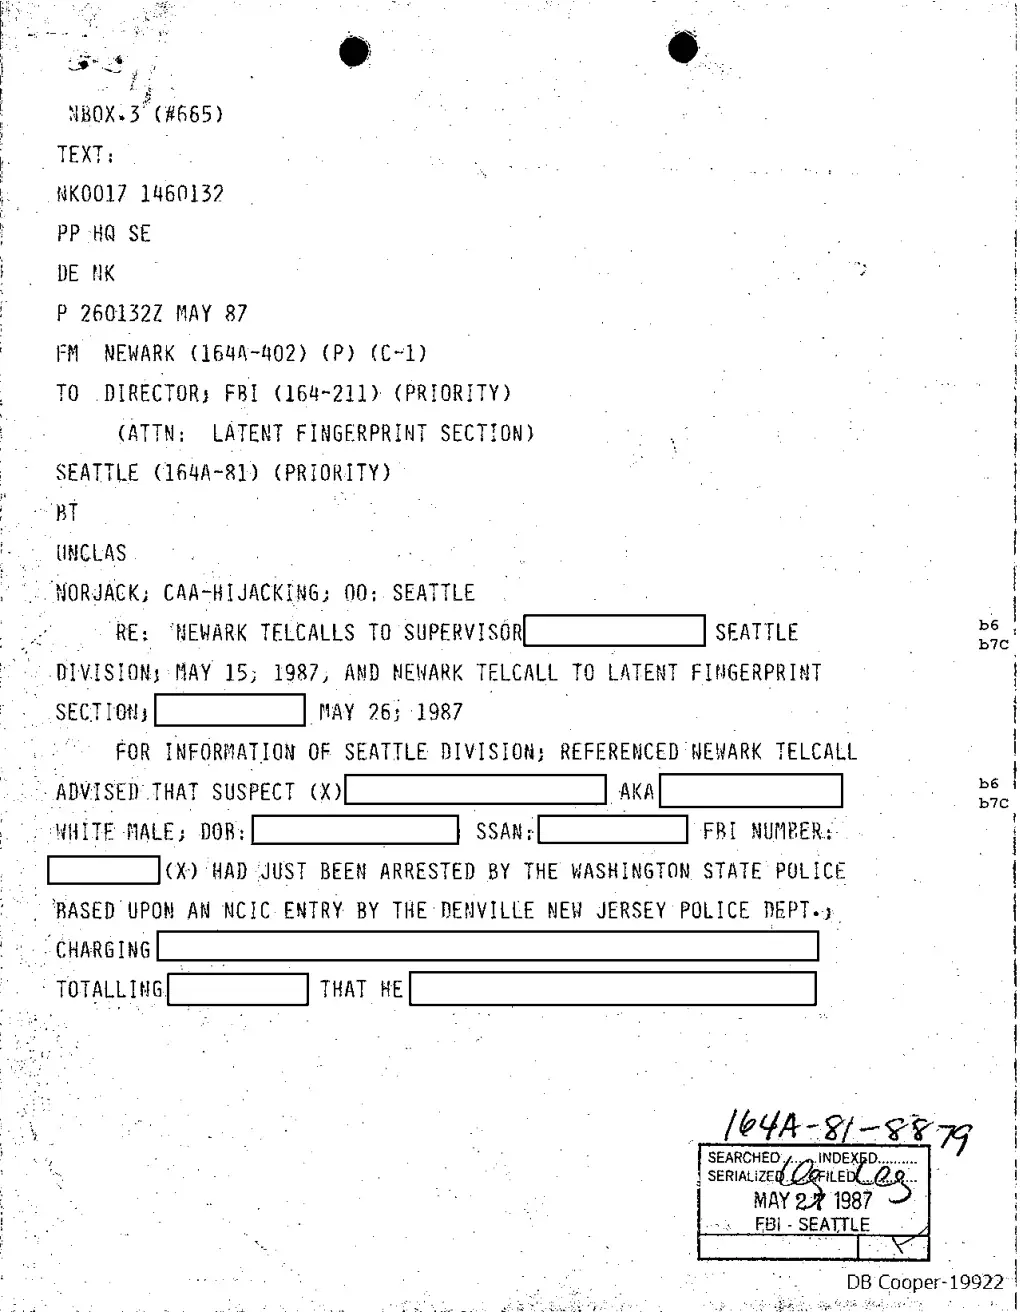 NBOX.3 (#665)
TEXT:
NK0017 1460132
PP HQ SE
DE NK
P 260132Z MAY 87
FM NEWARK (164A-402) (P) (C-1)
TO DIRECTOR; FBI (164-211) (PRIORITY)
(ATTN: LATENT FINGERPRINT SECTION)
SEATTLE (164A-81) (PRIORITY)
BT
UNCLAS
NORJACK; CAA-HIJACKING; OO: SEATTLE
RE: NEWARK TELCALLS TO SUPERVISOR SEATTLE
b6
b7C
DIVISION; MAY 15; 1987, AND NEWARK TELCALL TO LATENT FINGERPRINT
SECTION; MAY 26; 1987
FOR INFORMATION OF SEATTLE DIVISION; REFERENCED NEWARK TELCALL
ADVISED THAT SUSPECT (X) AKA
b6
b7C
WHITE MALE; DOB: SSAN: FBI NUMBER:
(X) HAD JUST BEEN ARRESTED BY THE WASHINGTON STATE POLICE
BASED UPON AN NCIC ENTRY BY THE DENVILLE NEW JERSEY POLICE DEPT.;
CHARGING
TOTALLING THAT HE
164A-81-8879
SEARCHED......INDEXED..........
SERIALIZED....FILED..........
MAY 27 1987
FBI - SEATTLE
DB Cooper-19922